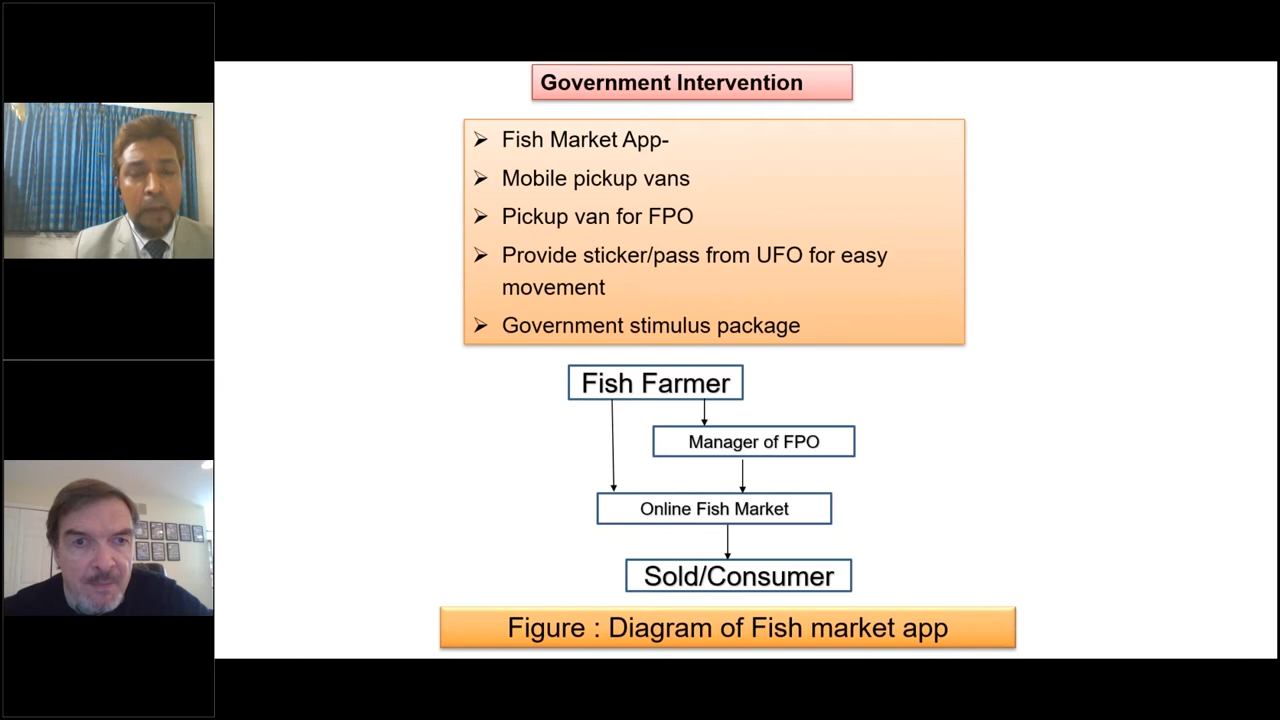 Government Intervention
Fish Market App-
Mobile pickup vans
Pickup van for FPO
Provide sticker/pass from UFO for easy
movement
Government stimulus package
Fish Farmer
Manager of FPO
Online Fish Market
Sold/Consumer
Figure : Diagram of Fish market app